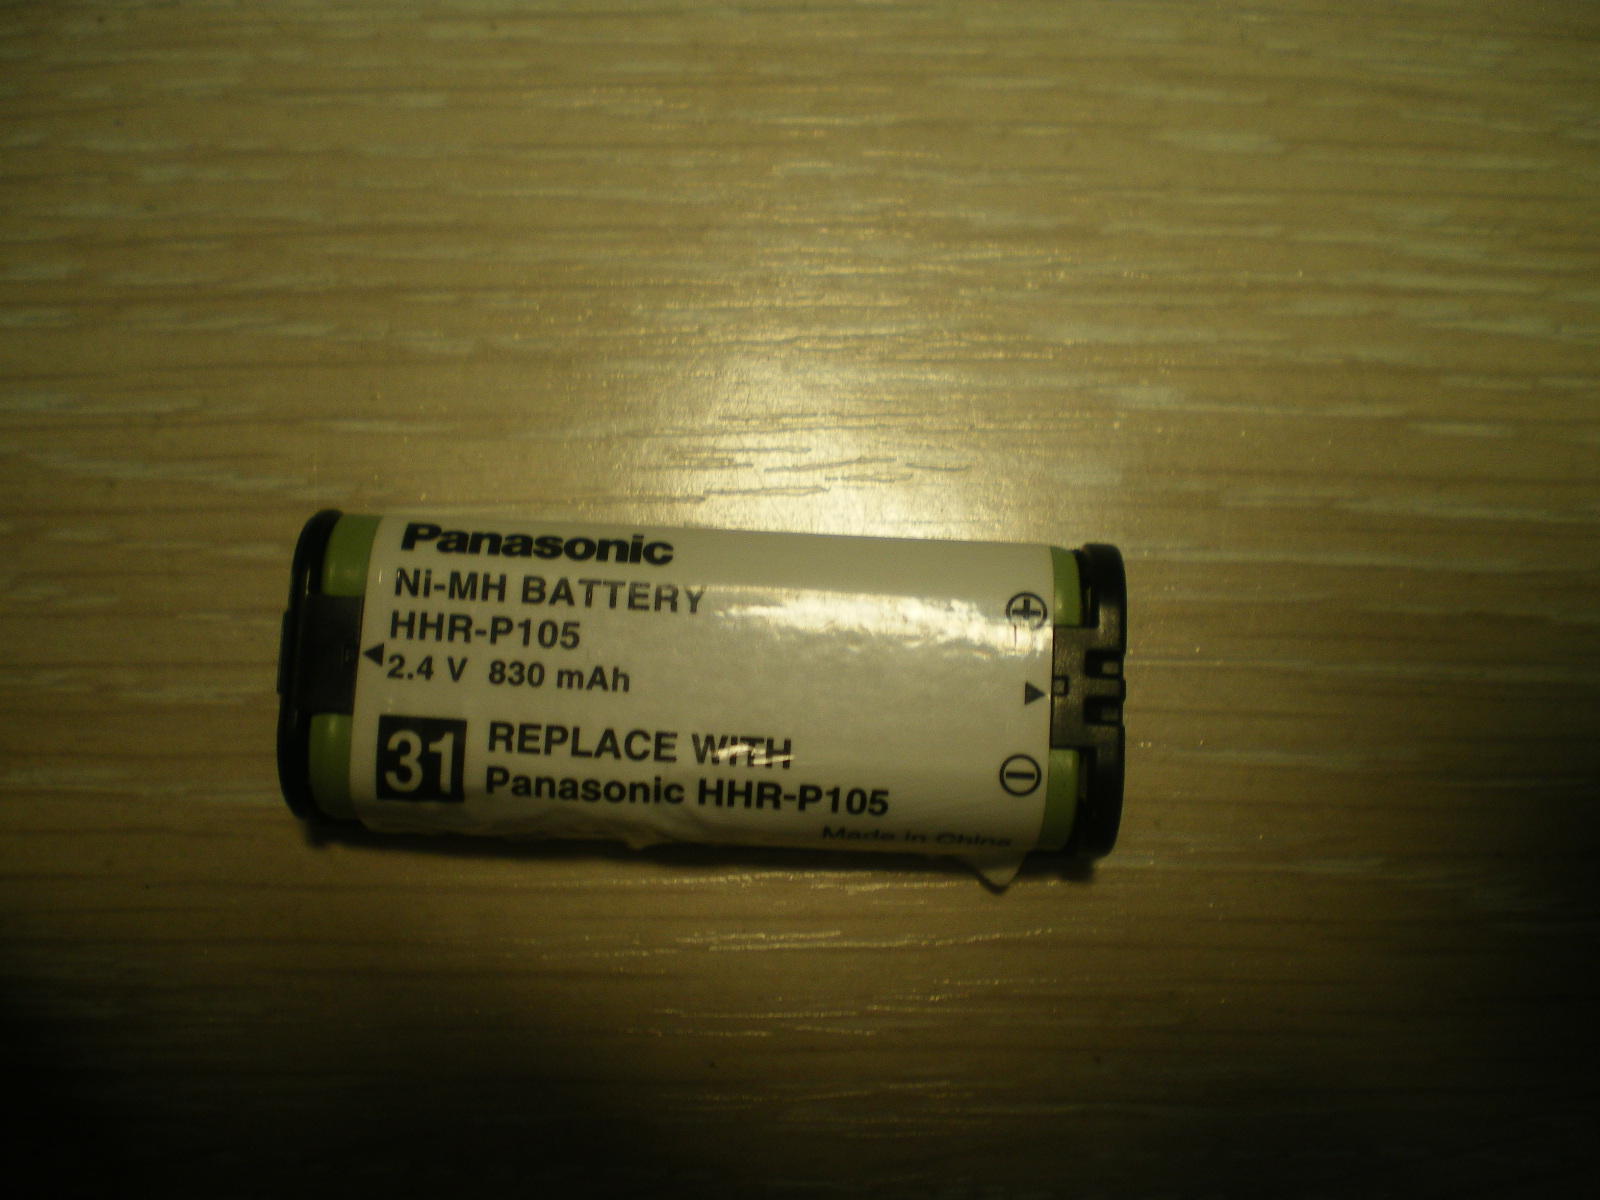 Panasonic
Ni-MH BATTERY
HHR-P105
2.4 V 830 mAh
31 REPLACE WITH
Panasonic HHR-P105
Made in China